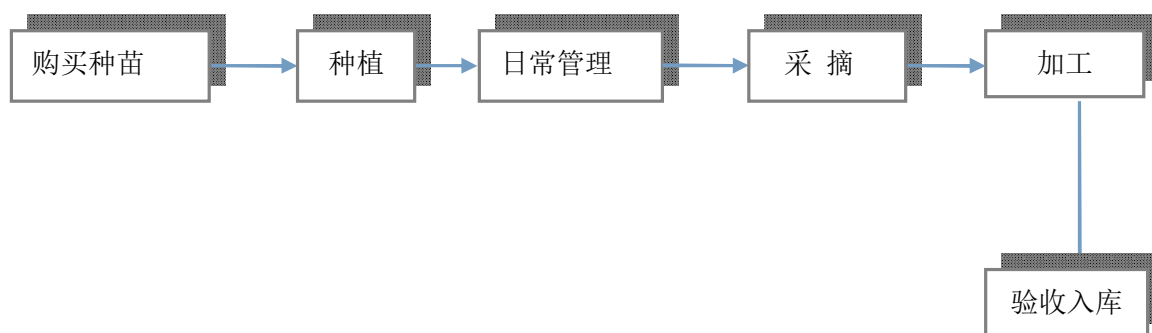 购买种苗
种植
日常管理
采 摘
加工
验收入库